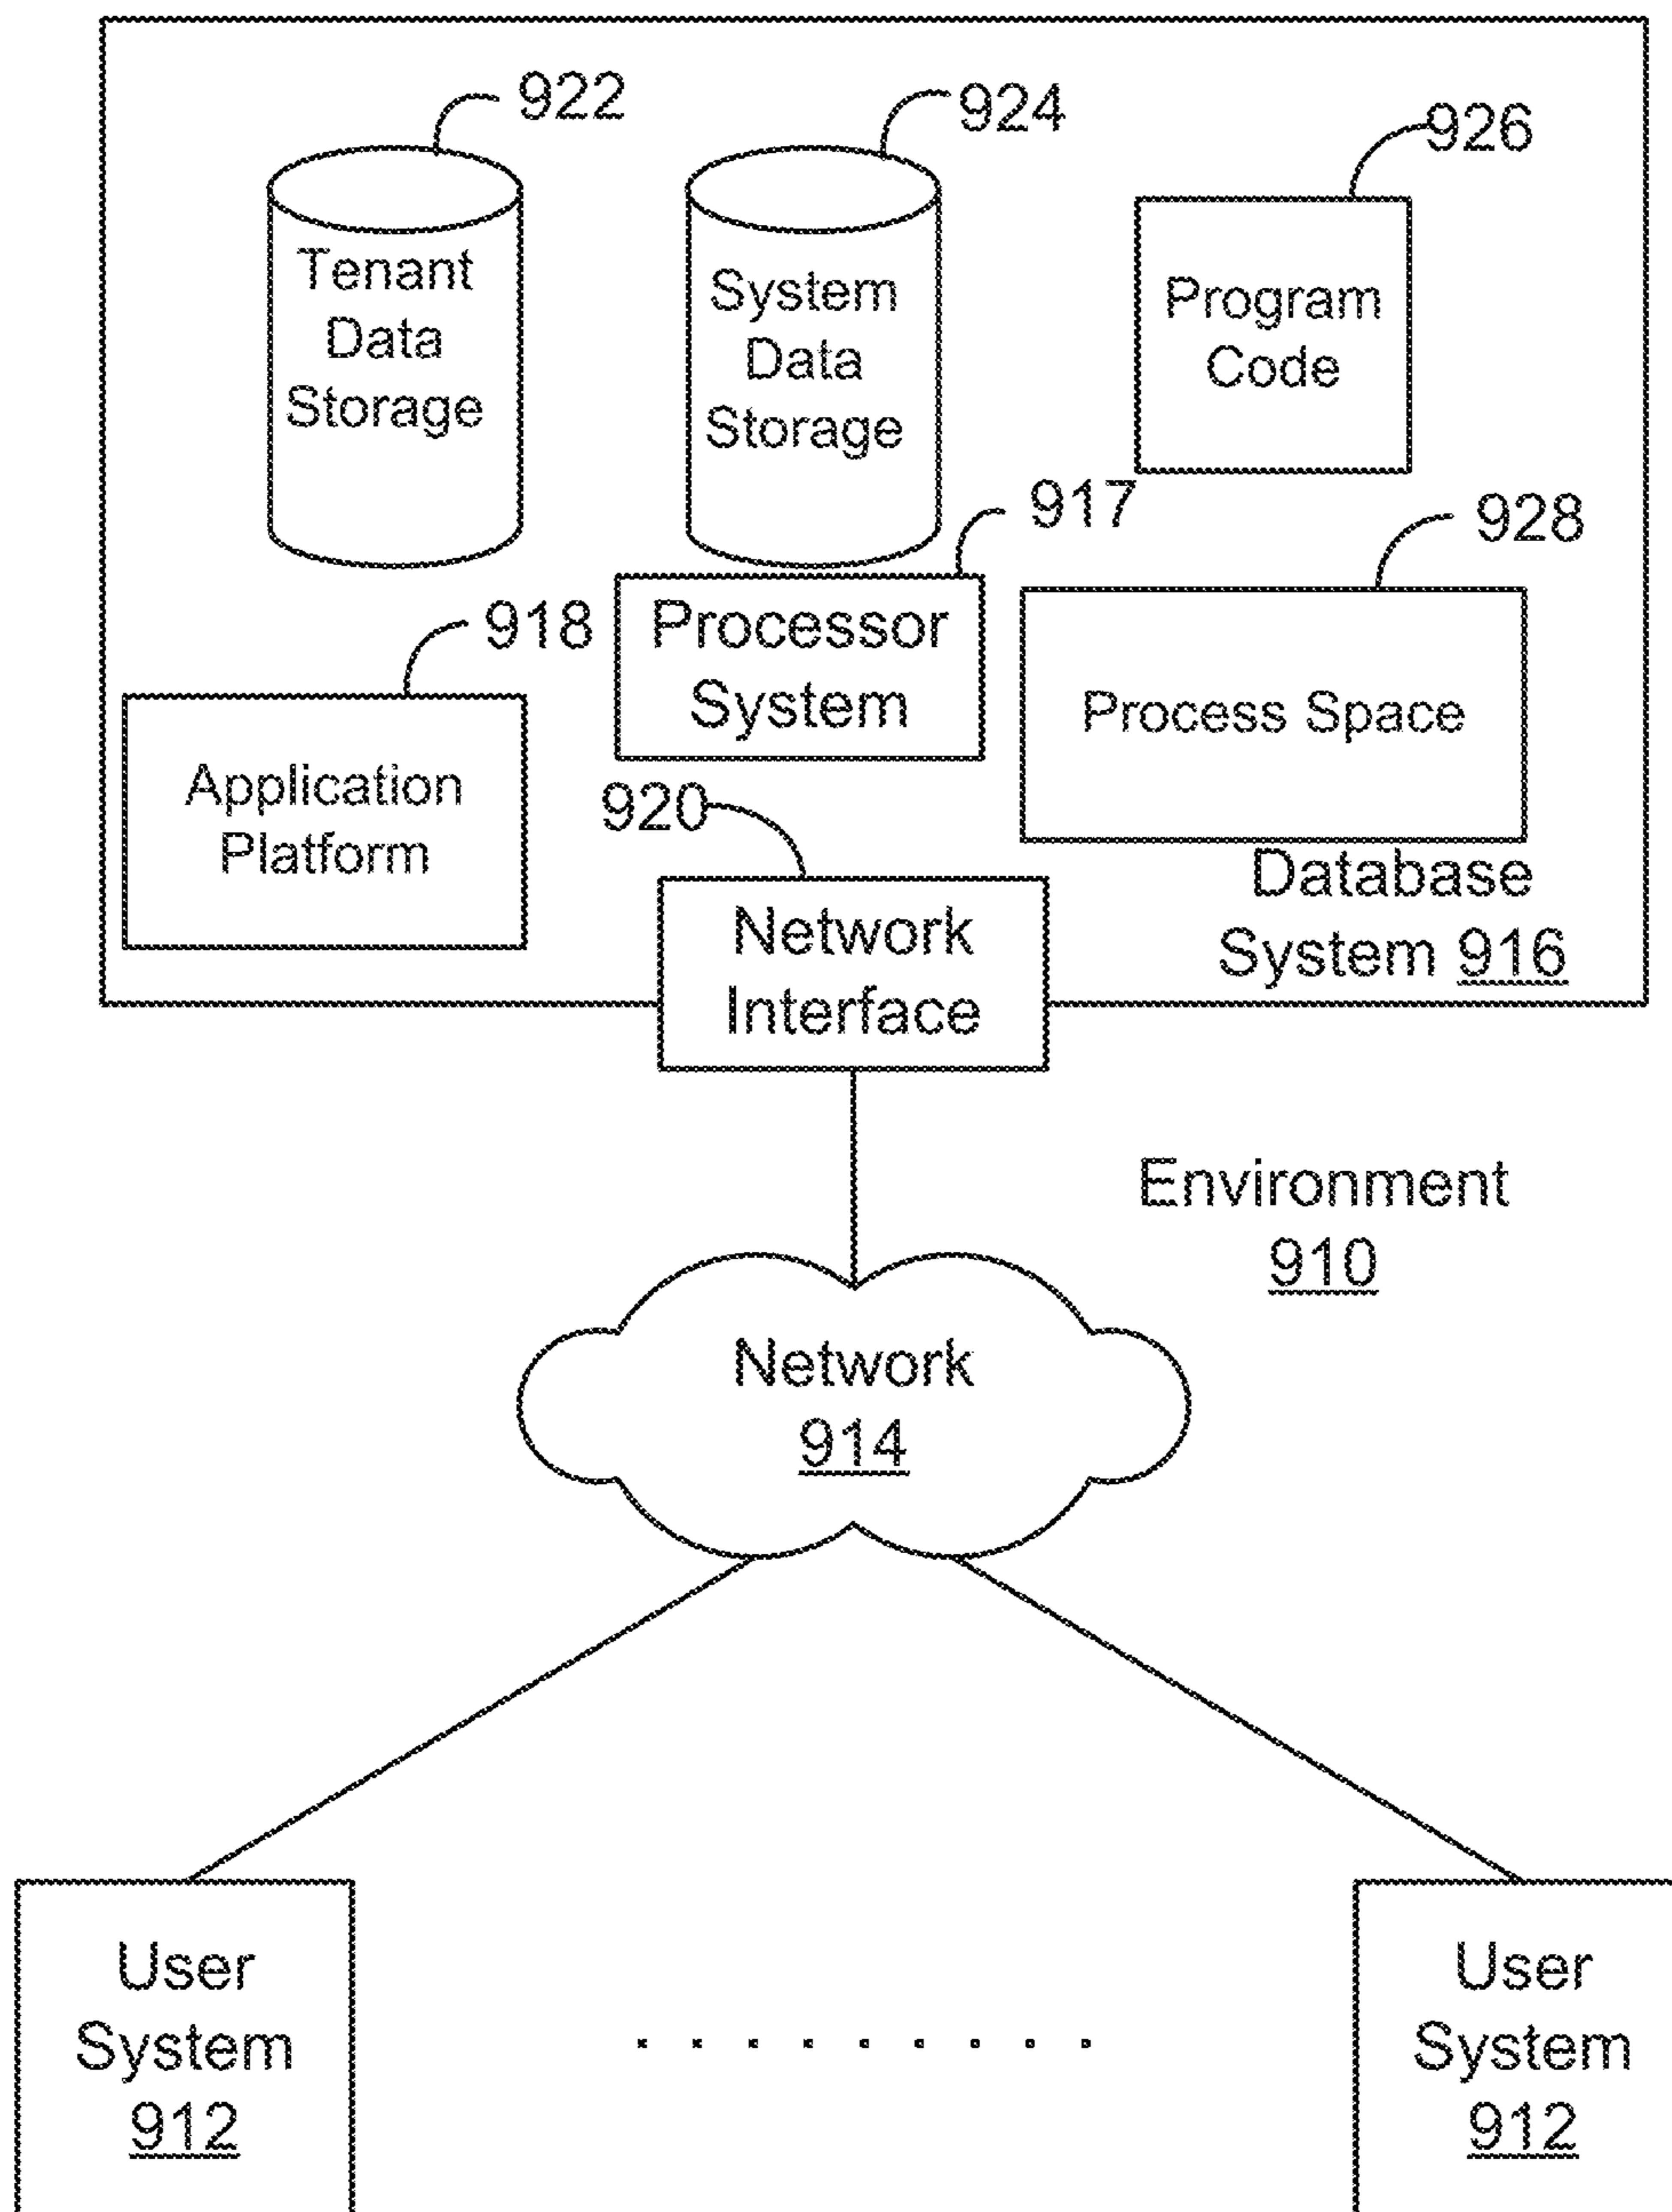 922
924
926
Tenant
Data
Storage
System
Data
Storage
Program
Code
917
928
918
Processor
System
Process Space
Application
Platform
920
Database
System 916
Network
Interface
Environment
910
Network
914
User
System
912
User
System
912